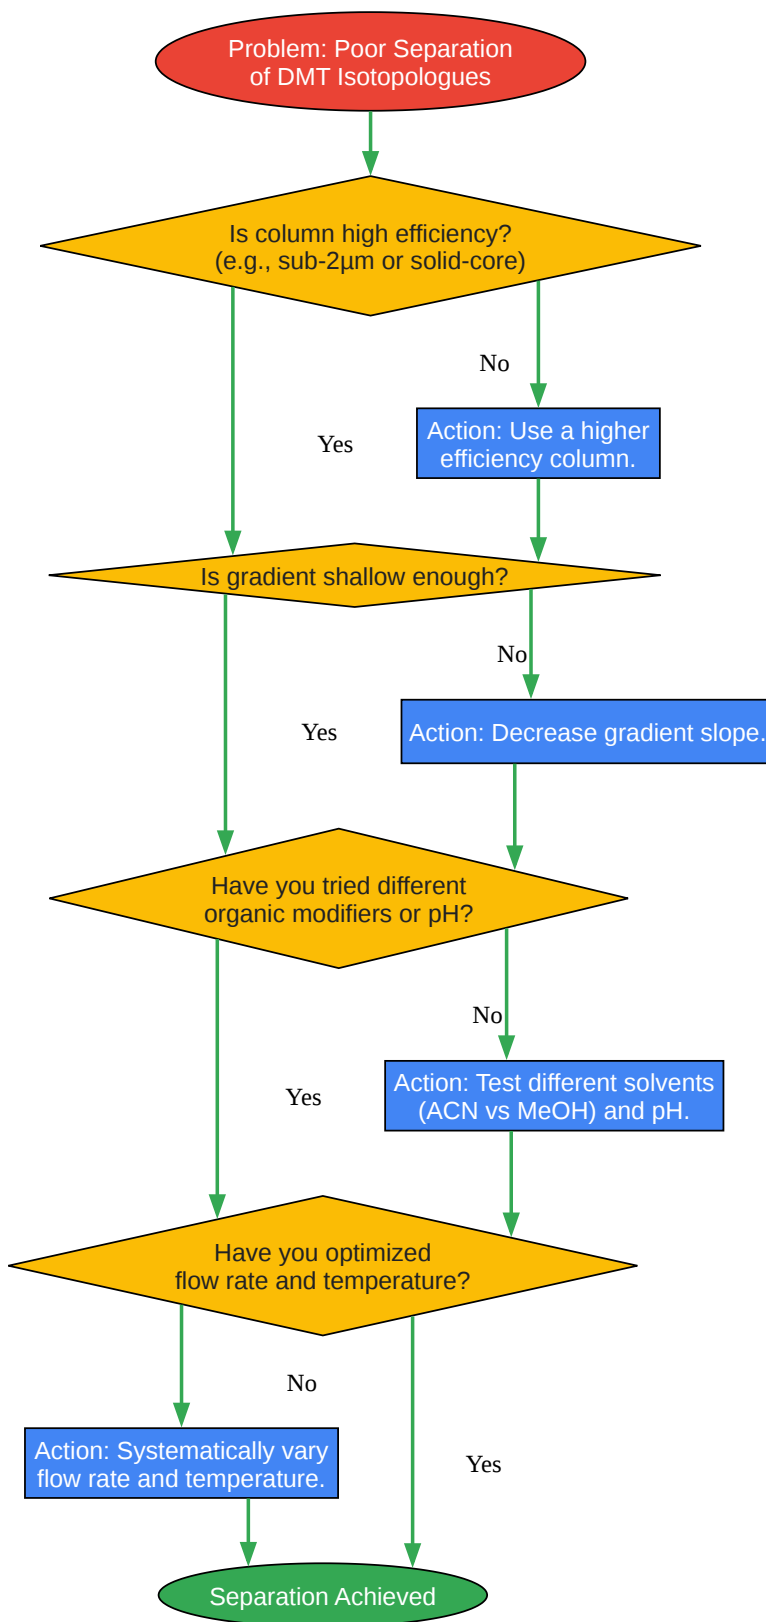 Problem: Poor Separation
of DMT Isotopologues
Is column high efficiency?
(e.g., sub-2µm or solid-core)
No
Yes
Action: Use a higher
efficiency column.
Is gradient shallow enough?
No
Yes
Action: Decrease gradient slope.
Have you tried different
organic modifiers or pH?
No
Yes
Action: Test different solvents
(ACN vs MeOH) and pH.
Have you optimized
flow rate and temperature?
No
Action: Systematically vary
flow rate and temperature.
Yes
Separation Achieved